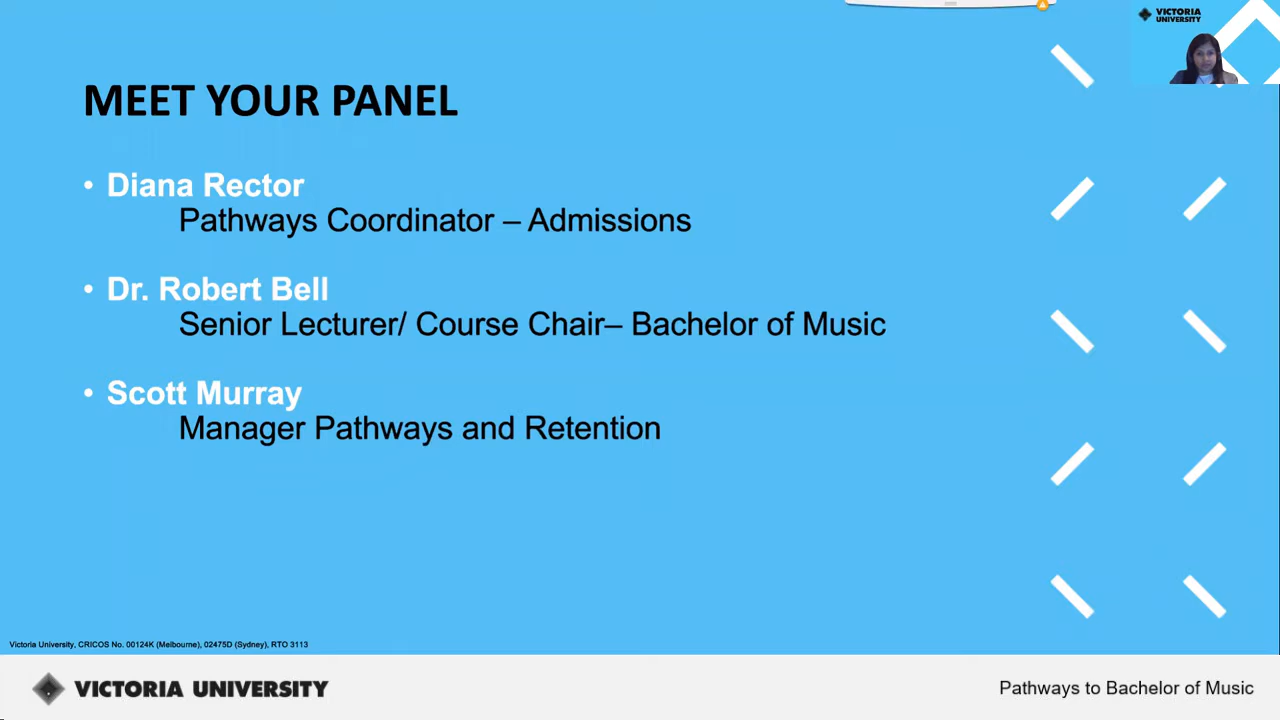 VICTORIA
UNIVERSITY
MEET YOUR PANEL
• Diana Rector
Pathways Coordinator – Admissions
• Dr. Robert Bell
Senior Lecturer/ Course Chair– Bachelor of Music
• Scott Murray
Manager Pathways and Retention
Victoria University, CRICOS No. 00124K (Melbourne), 02475D (Sydney), RTO 3113
VICTORIA UNIVERSITY
Pathways to Bachelor of Music